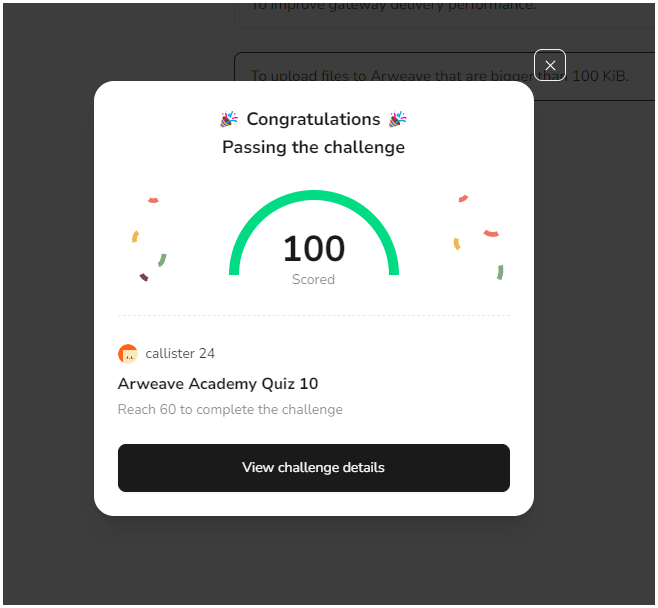 To improve gateway delivery performance.
To upload files to Arweave that are bigger than 100 KiB.
Congratulations
Passing the challenge
100
Scored
callister 24
Arweave Academy Quiz 10
Reach 60 to complete the challenge
View challenge details